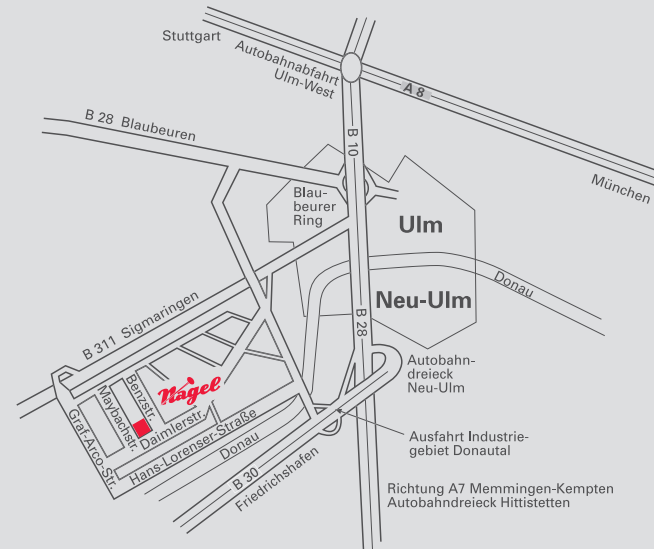 Stuttgart
Autobahnabfahrt
Ulm-West
A 8
B 28 Blaubeuren
B 10
München
Blau-
beurer
Ring
Ulm
Donau
Neu-Ulm
B 28
B 311 Sigmaringen
Autobahn-
dreieck
Neu-Ulm
Nagel
Benzstr.
Maybachstr.
Graf-Arco-Str.
Daimlerstr.
Hans-Lorenser-Straße
Donau
Ausfahrt Industrie-
gebiet Donautal
B 30
Friedrichshafen
Richtung A7 Memmingen-Kempten
Autobahndreieck Hittistetten